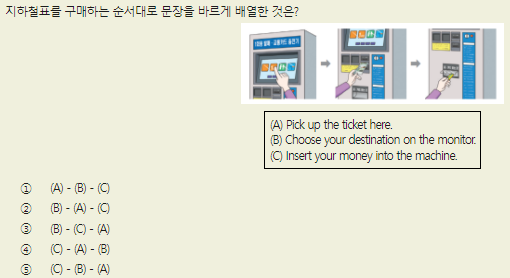 지하철표를 구매하는 순서대로 문장을 바르게 배열한 것은?
(A) Pick up the ticket here.
(B) Choose your destination on the monitor.
(C) Insert your money into the machine.
① (A) - (B) - (C)
② (B) - (A) - (C)
③ (B) - (C) - (A)
④ (C) - (A) - (B)
⑤ (C) - (B) - (A)